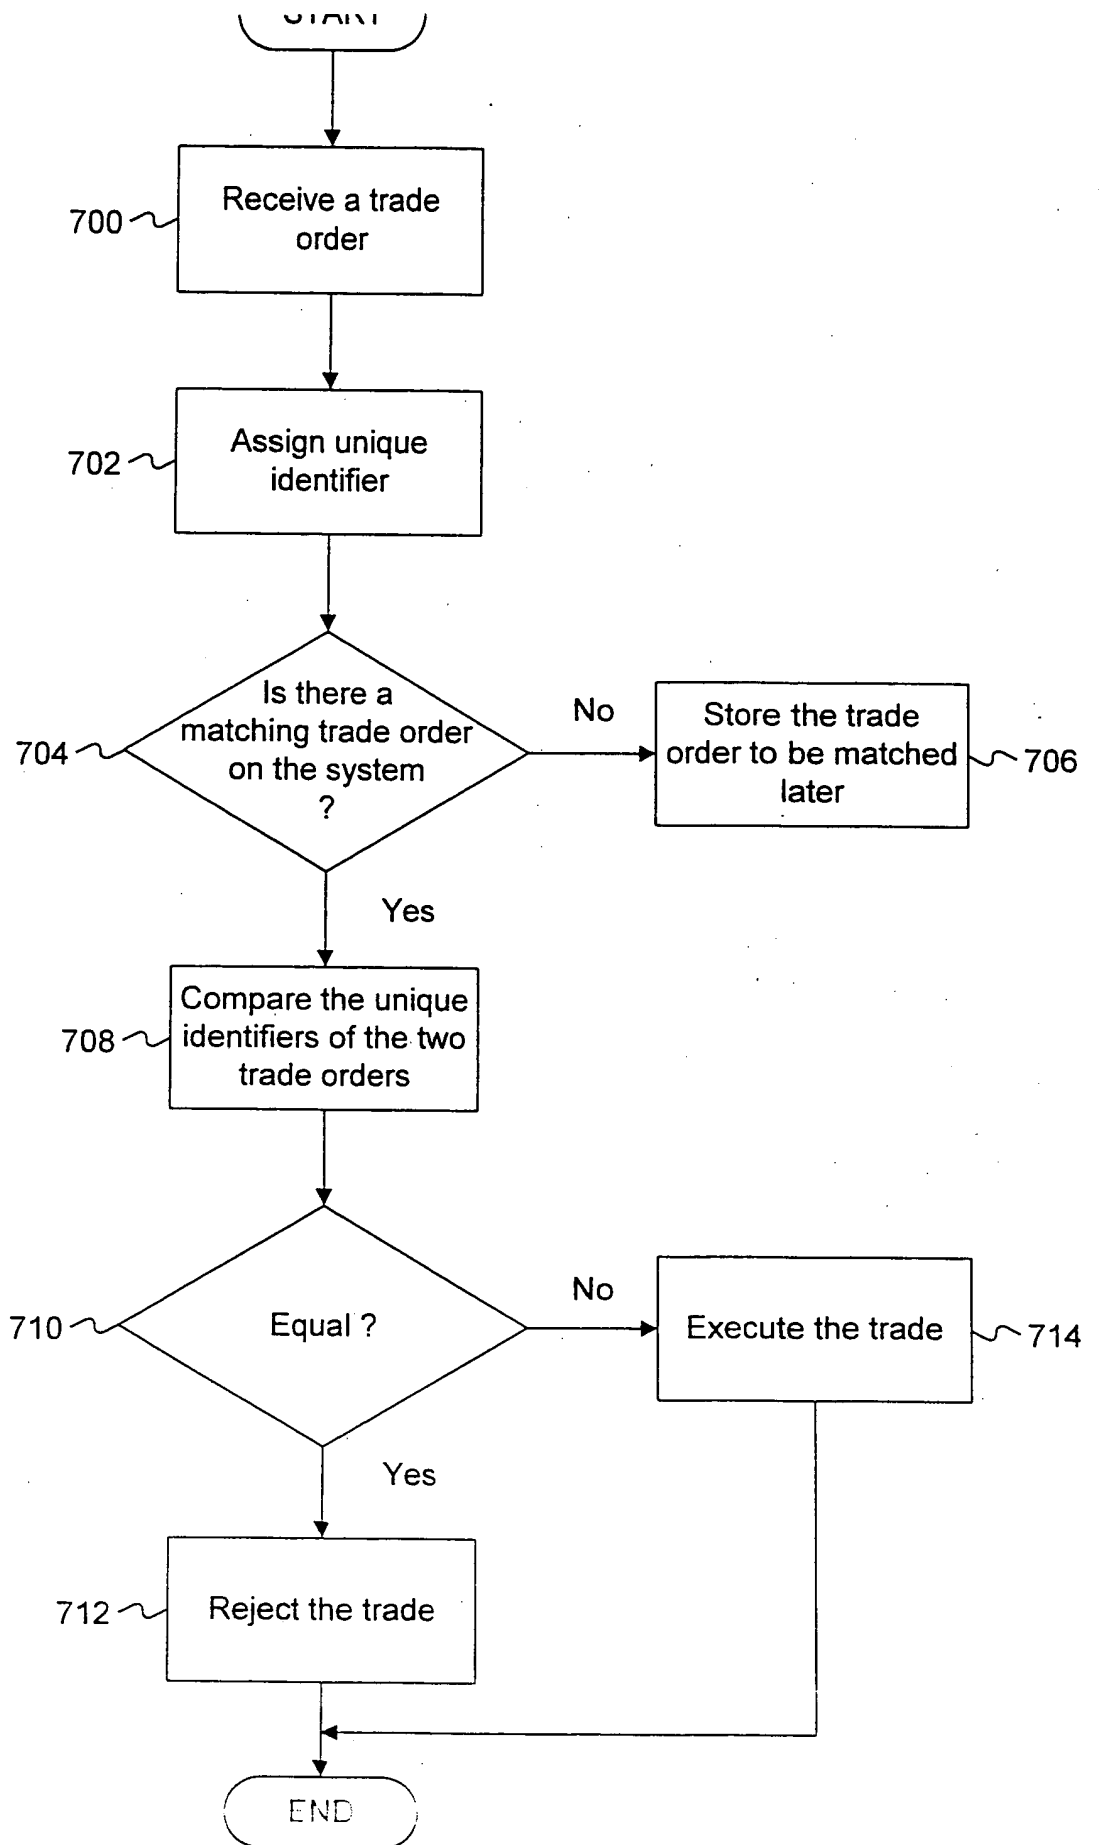 START
700
Receive a trade
order
702
Assign unique
identifier
704
Is there a
matching trade order
on the system
?
No
Store the trade
order to be matched
later
706
Yes
708
Compare the unique
identifiers of the two
trade orders
710
Equal ?
No
Execute the trade
714
Yes
712
Reject the trade
END